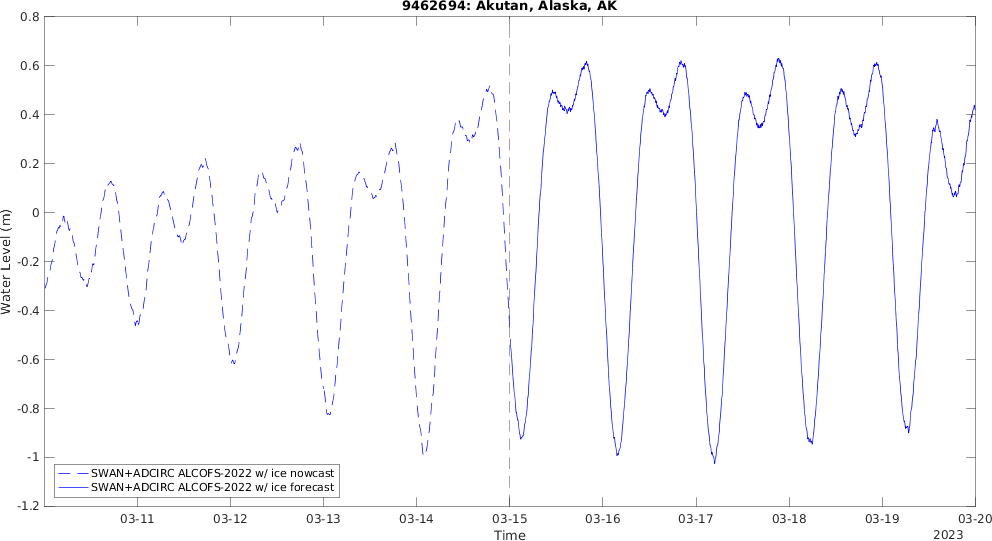 9462694: Akutan, Alaska, AK
0.8
0.6
0.4
0.2
0
-0.2
-0.4
-0.6
-0.8
-1
-1.2
Water Level (m)
SWAN+ADCIRC ALCOFS-2022 w/ ice nowcast
SWAN+ADCIRC ALCOFS-2022 w/ ice forecast
03-11 03-12 03-13 03-14 03-15 03-16 03-17 03-18 03-19 03-20
Time
2023